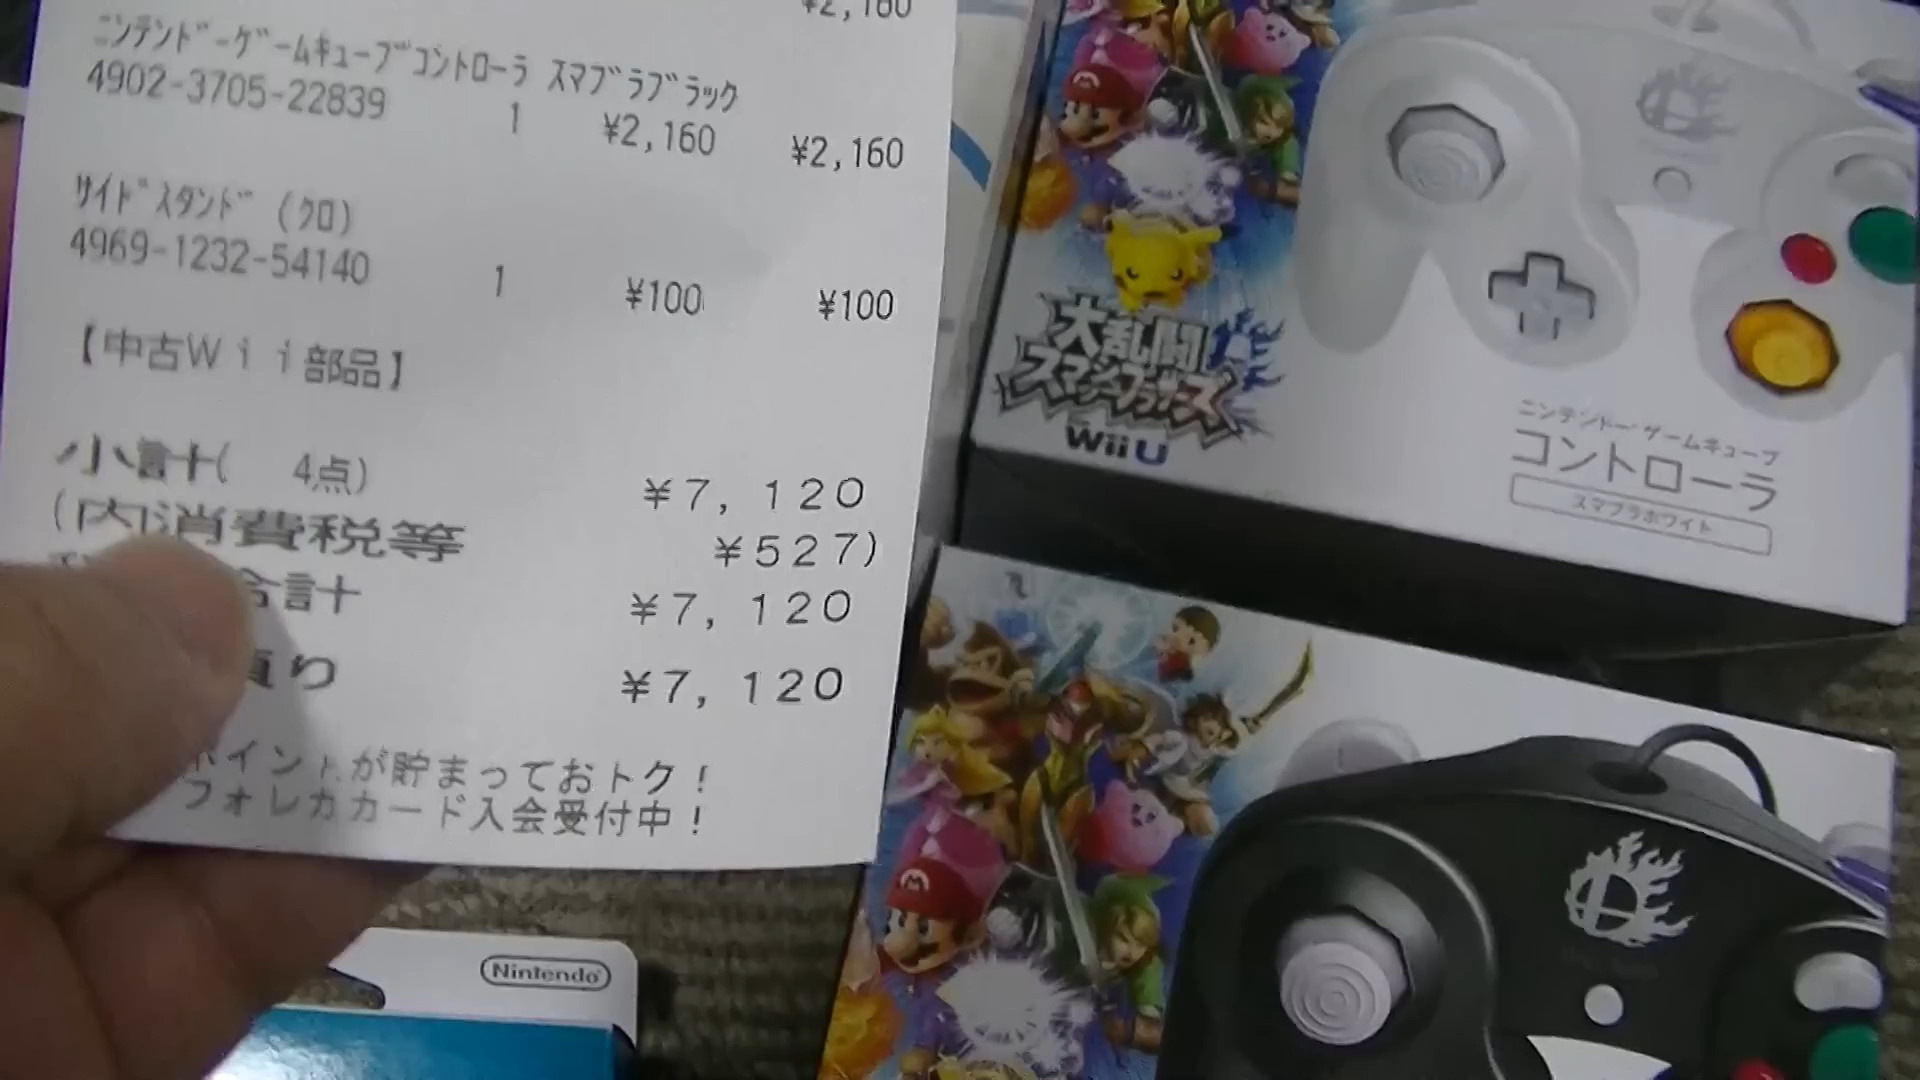 ¥2,160
ﾆﾝﾃﾝﾄﾞｰｹﾞｰﾑｷｭｰﾌﾞｺﾝﾄﾛｰﾗ ｽﾏﾌﾞﾗﾌﾞﾗｯｸ
4902-3705-22839 1 ¥2,160 ¥2,160
ｻｲﾄﾞｽﾀﾝﾄﾞ (ｸﾛ)
4969-1232-54140 1 ¥100 ¥100
【中古Wii部品】
小計( 4点) ¥7,120
(内消費税等 ¥527)
合計 ¥7,120
り ¥7,120
ポイントが貯まっておトク!
フォレカカード入会受付中!
大乱闘
スマッシュブラザーズ
Wii U
ニンテンドーゲームキューブ
コントローラ
スマブラホワイト
Nintendo